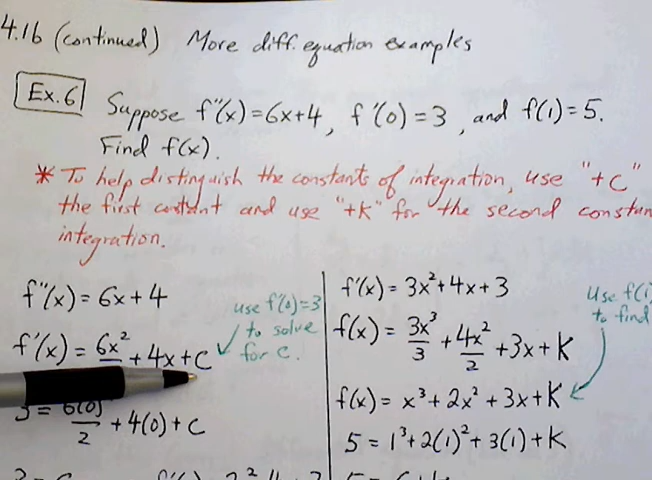 4.1b (continued) More diff. equation examples
Ex. 6 Suppose f"(x)=6x+4, f'(0)=3, and f(1)=5.
Find f(x).
* To help distinguish the constants of integration, use "+C"
the first constant and use "+K" for the second
integration.
f"(x) = 6x + 4
f'(x) = 6x² + 4x + C
use f'(0)=3
to solve
for C.
3 = 6(0)/2 + 4(0) + C
f'(x) = 3x² + 4x + 3
f(x) = 3x³/3 + 4x²/2 + 3x + K
use
to find
f(x) = x³ + 2x² + 3x + K
5 = 1³ + 2(1)² + 3(1) + K